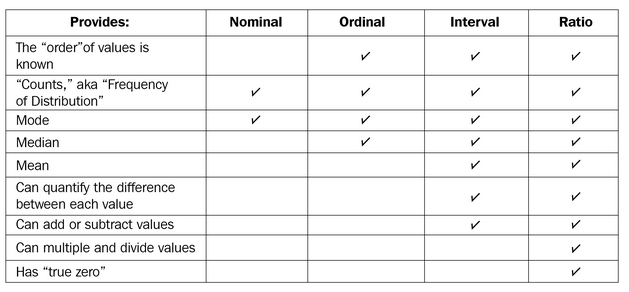 Provides: Nominal Ordinal Interval Ratio
The “order”of values is
known ✓ ✓ ✓
“Counts,” aka “Frequency
of Distribution” ✓ ✓ ✓ ✓
Mode ✓ ✓ ✓ ✓
Median ✓ ✓ ✓
Mean ✓ ✓
Can quantify the difference
between each value ✓ ✓
Can add or subtract values ✓ ✓
Can multiple and divide values ✓
Has “true zero” ✓